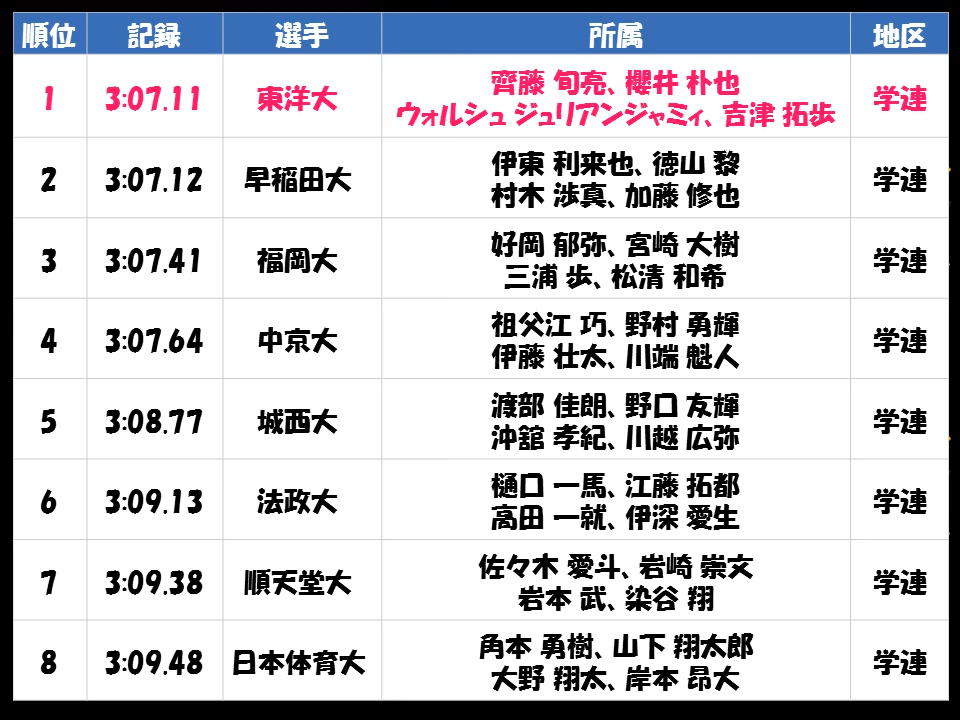 順位 記録 選手 所属 地区
1 3:07.11 東洋大 齊藤 旬亮、櫻井 朴也 学連
ウォルシュ ジュリアンジャミィ、吉津 拓歩
2 3:07.12 早稲田大 伊東 利来也、徳山 黎 学連
村木 渉真、加藤 修也
3 3:07.41 福岡大 好岡 郁弥、宮崎 大樹 学連
三浦 歩、松清 和希
4 3:07.64 中京大 祖父江 巧、野村 勇輝 学連
伊藤 壮太、川端 魁人
5 3:08.77 城西大 渡部 佳朗、野口 友輝 学連
沖舘 孝紀、川越 広弥
6 3:09.13 法政大 樋口 一馬、江藤 拓都 学連
高田 一就、伊深 愛生
7 3:09.38 順天堂大 佐々木 愛斗、岩崎 崇文 学連
岩本 武、染谷 翔
8 3:09.48 日本体育大 角本 勇樹、山下 翔太郎 学連
大野 翔太、岸本 昂大